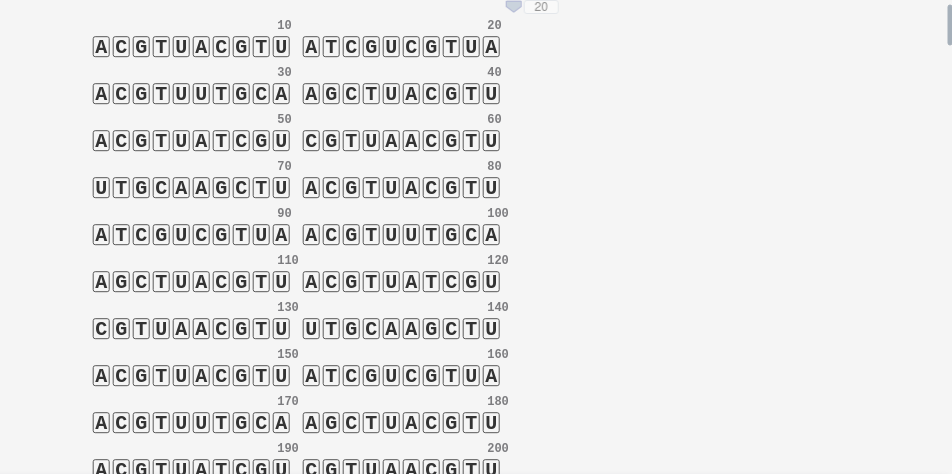 20
10 20
ACGTUACGTU ATCGUCGTUA
30 40
ACGTUUTGCA AGCTUACGTU
50 60
ACGTUATCGU CGTUAACGTU
70 80
UTGCAAGCTU ACGTUACGTU
90 100
ATCGUCGTUA ACGTUUTGCA
110 120
AGCTUACGTU ACGTUATCGU
130 140
CGTUAACGTU UTGCAAGCTU
150 160
ACGTUACGTU ATCGUCGTUA
170 180
ACGTUUTGCA AGCTUACGTU
190 200
ACGTUATCGU CGTUAACGTU